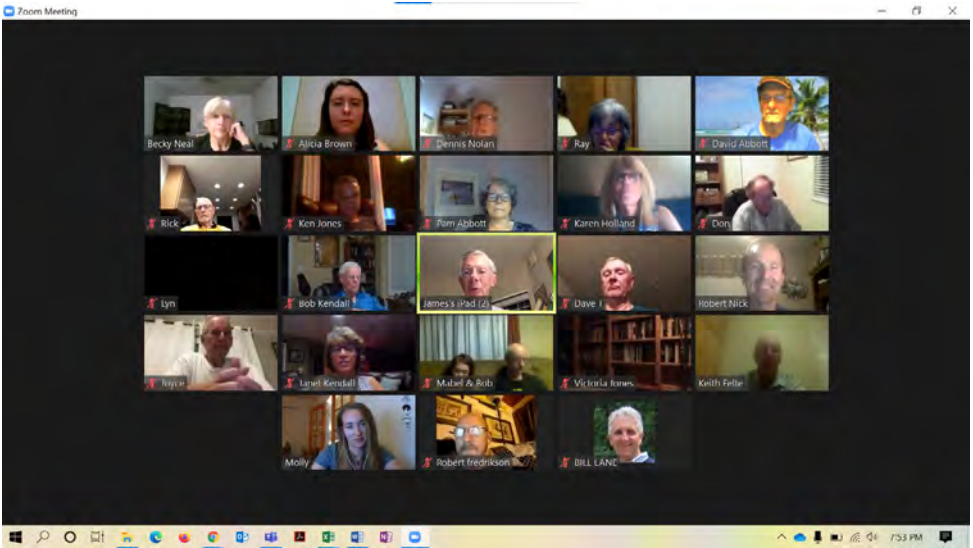 Zoom Meeting
Becky Neal
Alicia Brown
Dennis Nolan
Ray
David Abbott
Rick
Ken Jones
Pam Abbott
Karen Holland
Don
Lyn
Bob Kendall
James's iPad (2)
Dave T
Robert Nick
Joyce
Janet Kendall
Mabel & Bob
Victoria Jones
Keith Fette
Molly
Robert fredrikson
BILL LANE
7:53 PM